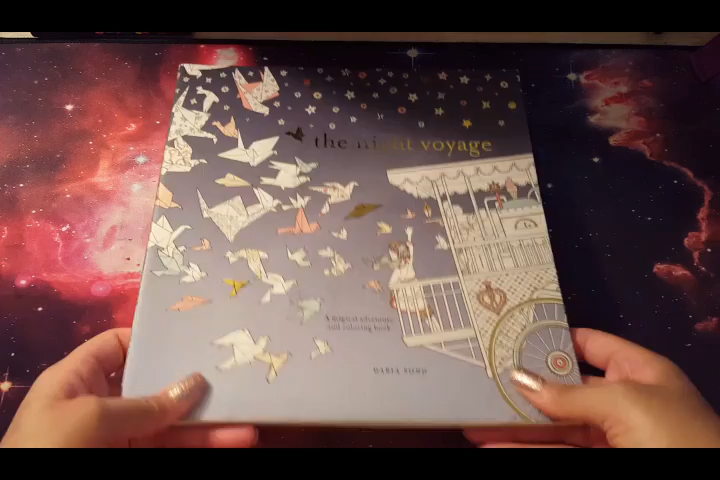 the night voyage
A magical adventure
and coloring book
DARIA SONG